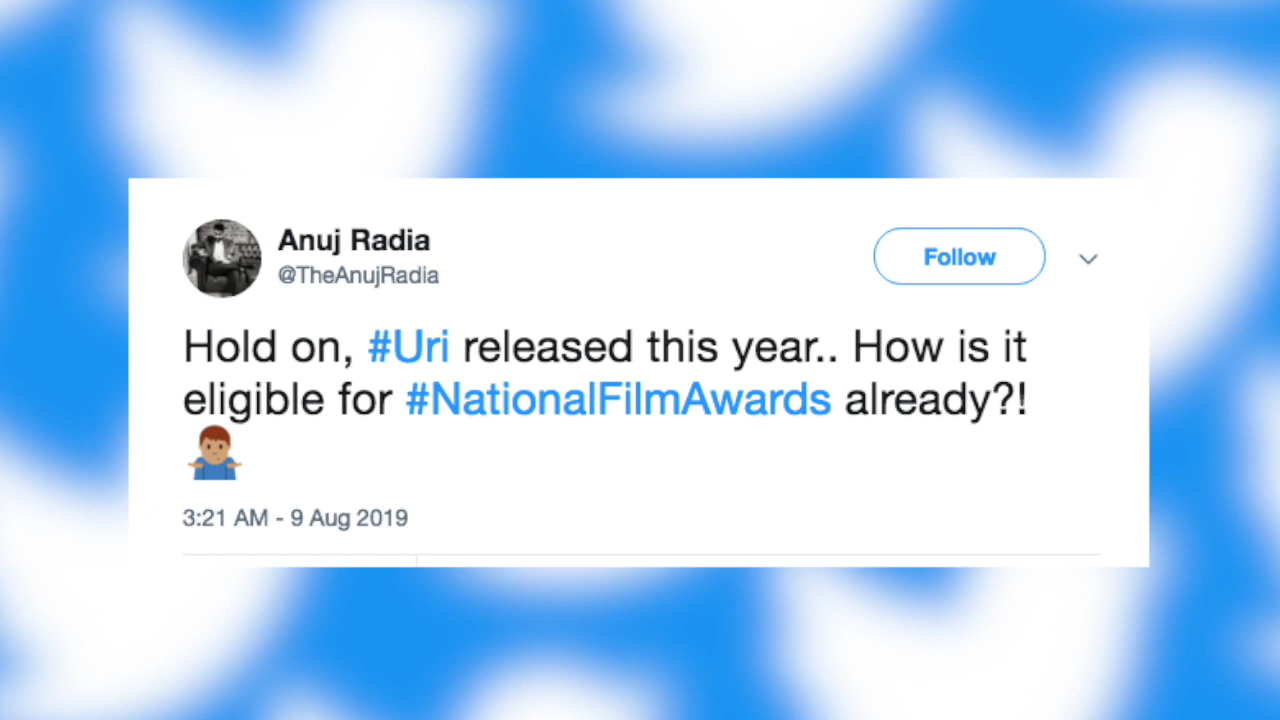 Anuj Radia
@TheAnujRadia
Follow
Hold on, #Uri released this year.. How is it
eligible for #NationalFilmAwards already?!
3:21 AM - 9 Aug 2019